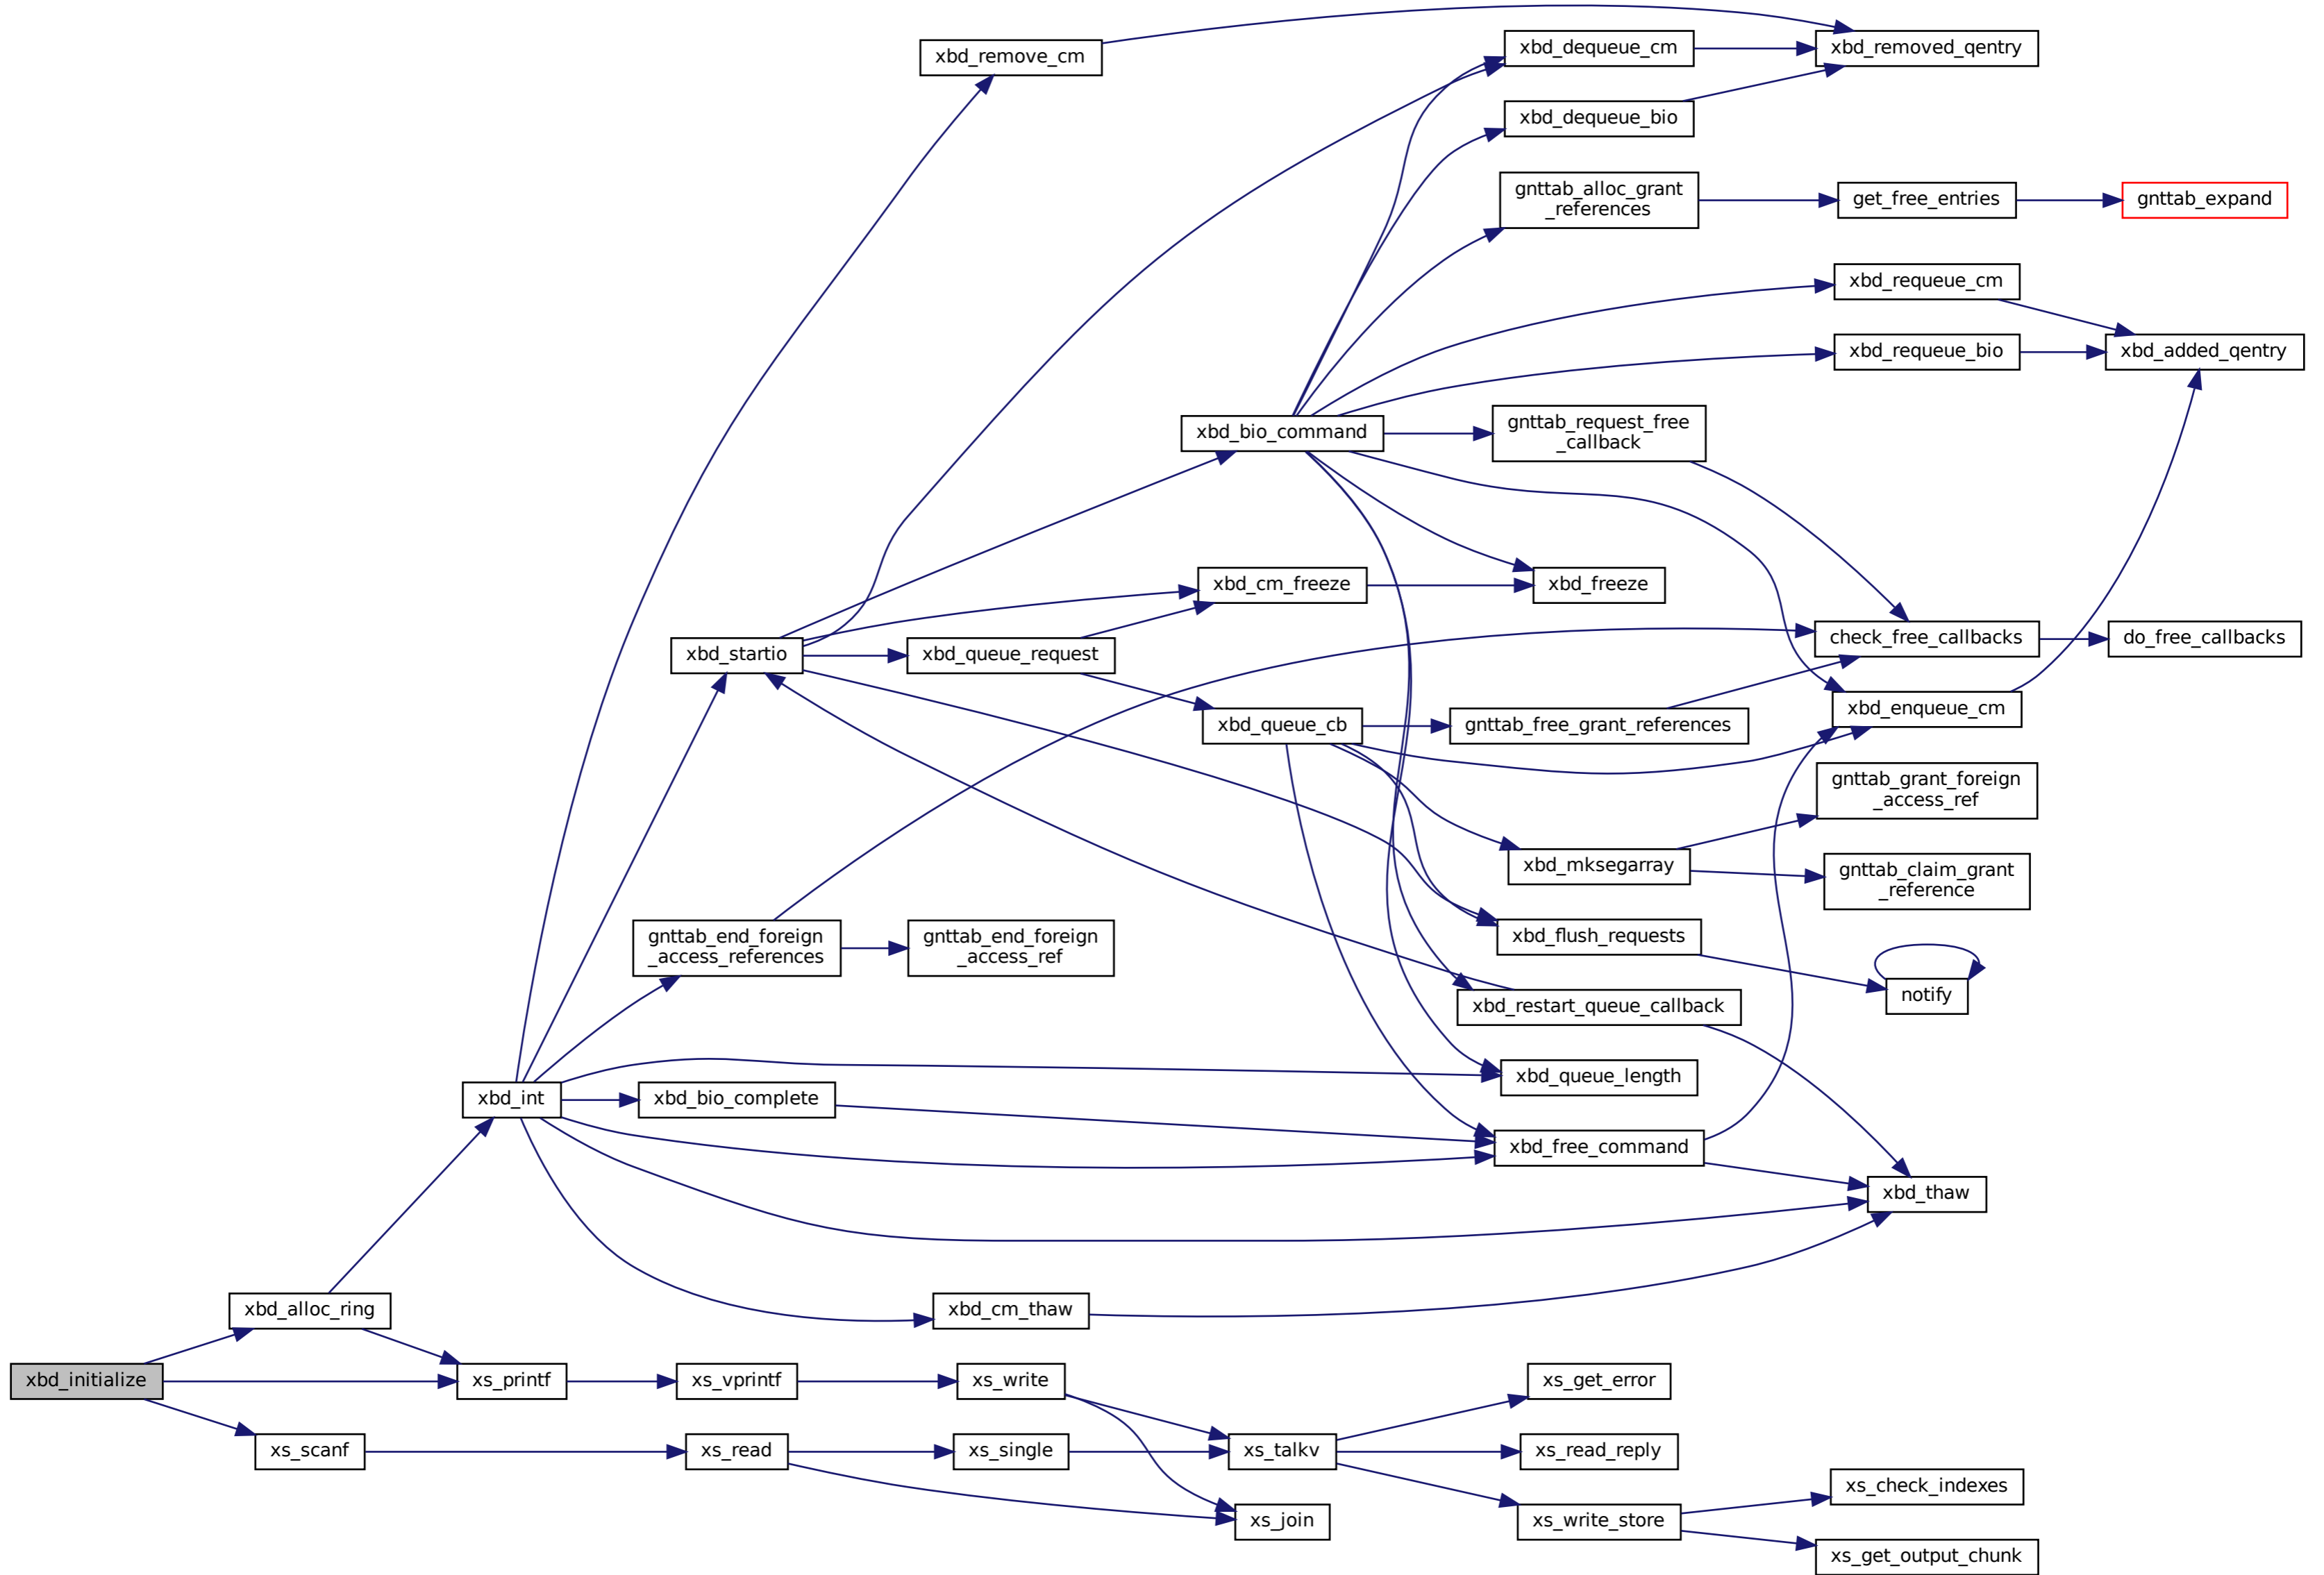 xbd_remove_cm
xbd_dequeue_cm
xbd_removed_qentry
xbd_dequeue_bio
gnttab_alloc_grant
_references
get_free_entries
gnttab_expand
xbd_requeue_cm
xbd_requeue_bio
xbd_added_qentry
xbd_bio_command
gnttab_request_free
_callback
xbd_cm_freeze
xbd_freeze
xbd_startio
xbd_queue_request
check_free_callbacks
do_free_callbacks
xbd_queue_cb
gnttab_free_grant_references
xbd_enqueue_cm
gnttab_grant_foreign
_access_ref
xbd_mksegarray
gnttab_claim_grant
_reference
gnttab_end_foreign
_access_references
gnttab_end_foreign
_access_ref
xbd_flush_requests
notify
xbd_restart_queue_callback
xbd_queue_length
xbd_int
xbd_bio_complete
xbd_free_command
xbd_thaw
xbd_alloc_ring
xbd_cm_thaw
xbd_initialize
xs_printf
xs_vprintf
xs_write
xs_get_error
xs_scanf
xs_read
xs_single
xs_talkv
xs_read_reply
xs_join
xs_write_store
xs_check_indexes
xs_get_output_chunk